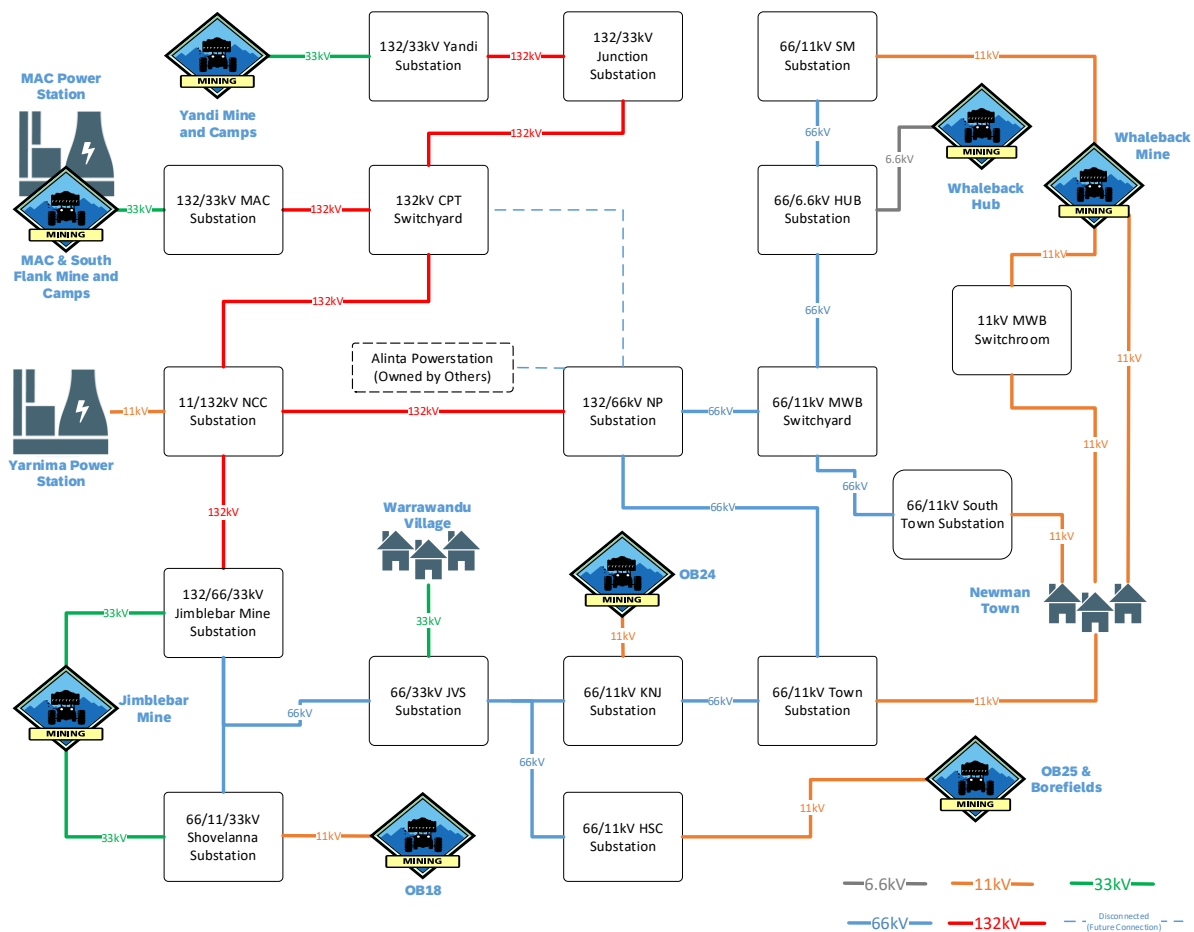 132/33kV Yandi
Substation
132/33kV
Junction
Substation
66/11kV SM
Substation
33kV
132kV
11kV
MINING
MAC Power
Station
Yandi Mine
and Camps
132kV
66kV
6.6kV
MINING
Whaleback
Mine
Whaleback
Hub
MINING
33kV
132/33kV MAC
Substation
132kV
132kV CPT
Switchyard
66/6.6kV HUB
Substation
MINING
MAC & South
Flank Mine and
Camps
11kV
132kV
66kV
11kV MWB
Switchroom
11kV
Alinta Powerstation
(Owned by Others)
11kV
11/132kV NCC
Substation
132kV
132/66kV NP
Substation
66kV
66/11kV MWB
Switchyard
11kV
Yarnima Power
Station
66kV
132kV
66kV
66/11kV South
Town Substation
11kV
Warrawandu
Village
OB24
MINING
Newman
Town
132/66/33kV
Jimblebar Mine
Substation
33kV
33kV
11kV
Jimblebar
Mine
MINING
66kV
66/33kV JVS
Substation
66/11kV KNJ
Substation
66kV
66/11kV Town
Substation
11kV
66kV
OB25 &
Borefields
MINING
11kV
33kV
66/11/33kV
Shovelanna
Substation
11kV
MINING
OB18
66/11kV HSC
Substation
6.6kV
11kV
33kV
66kV
132kV
Disconnected
(Future Connection)